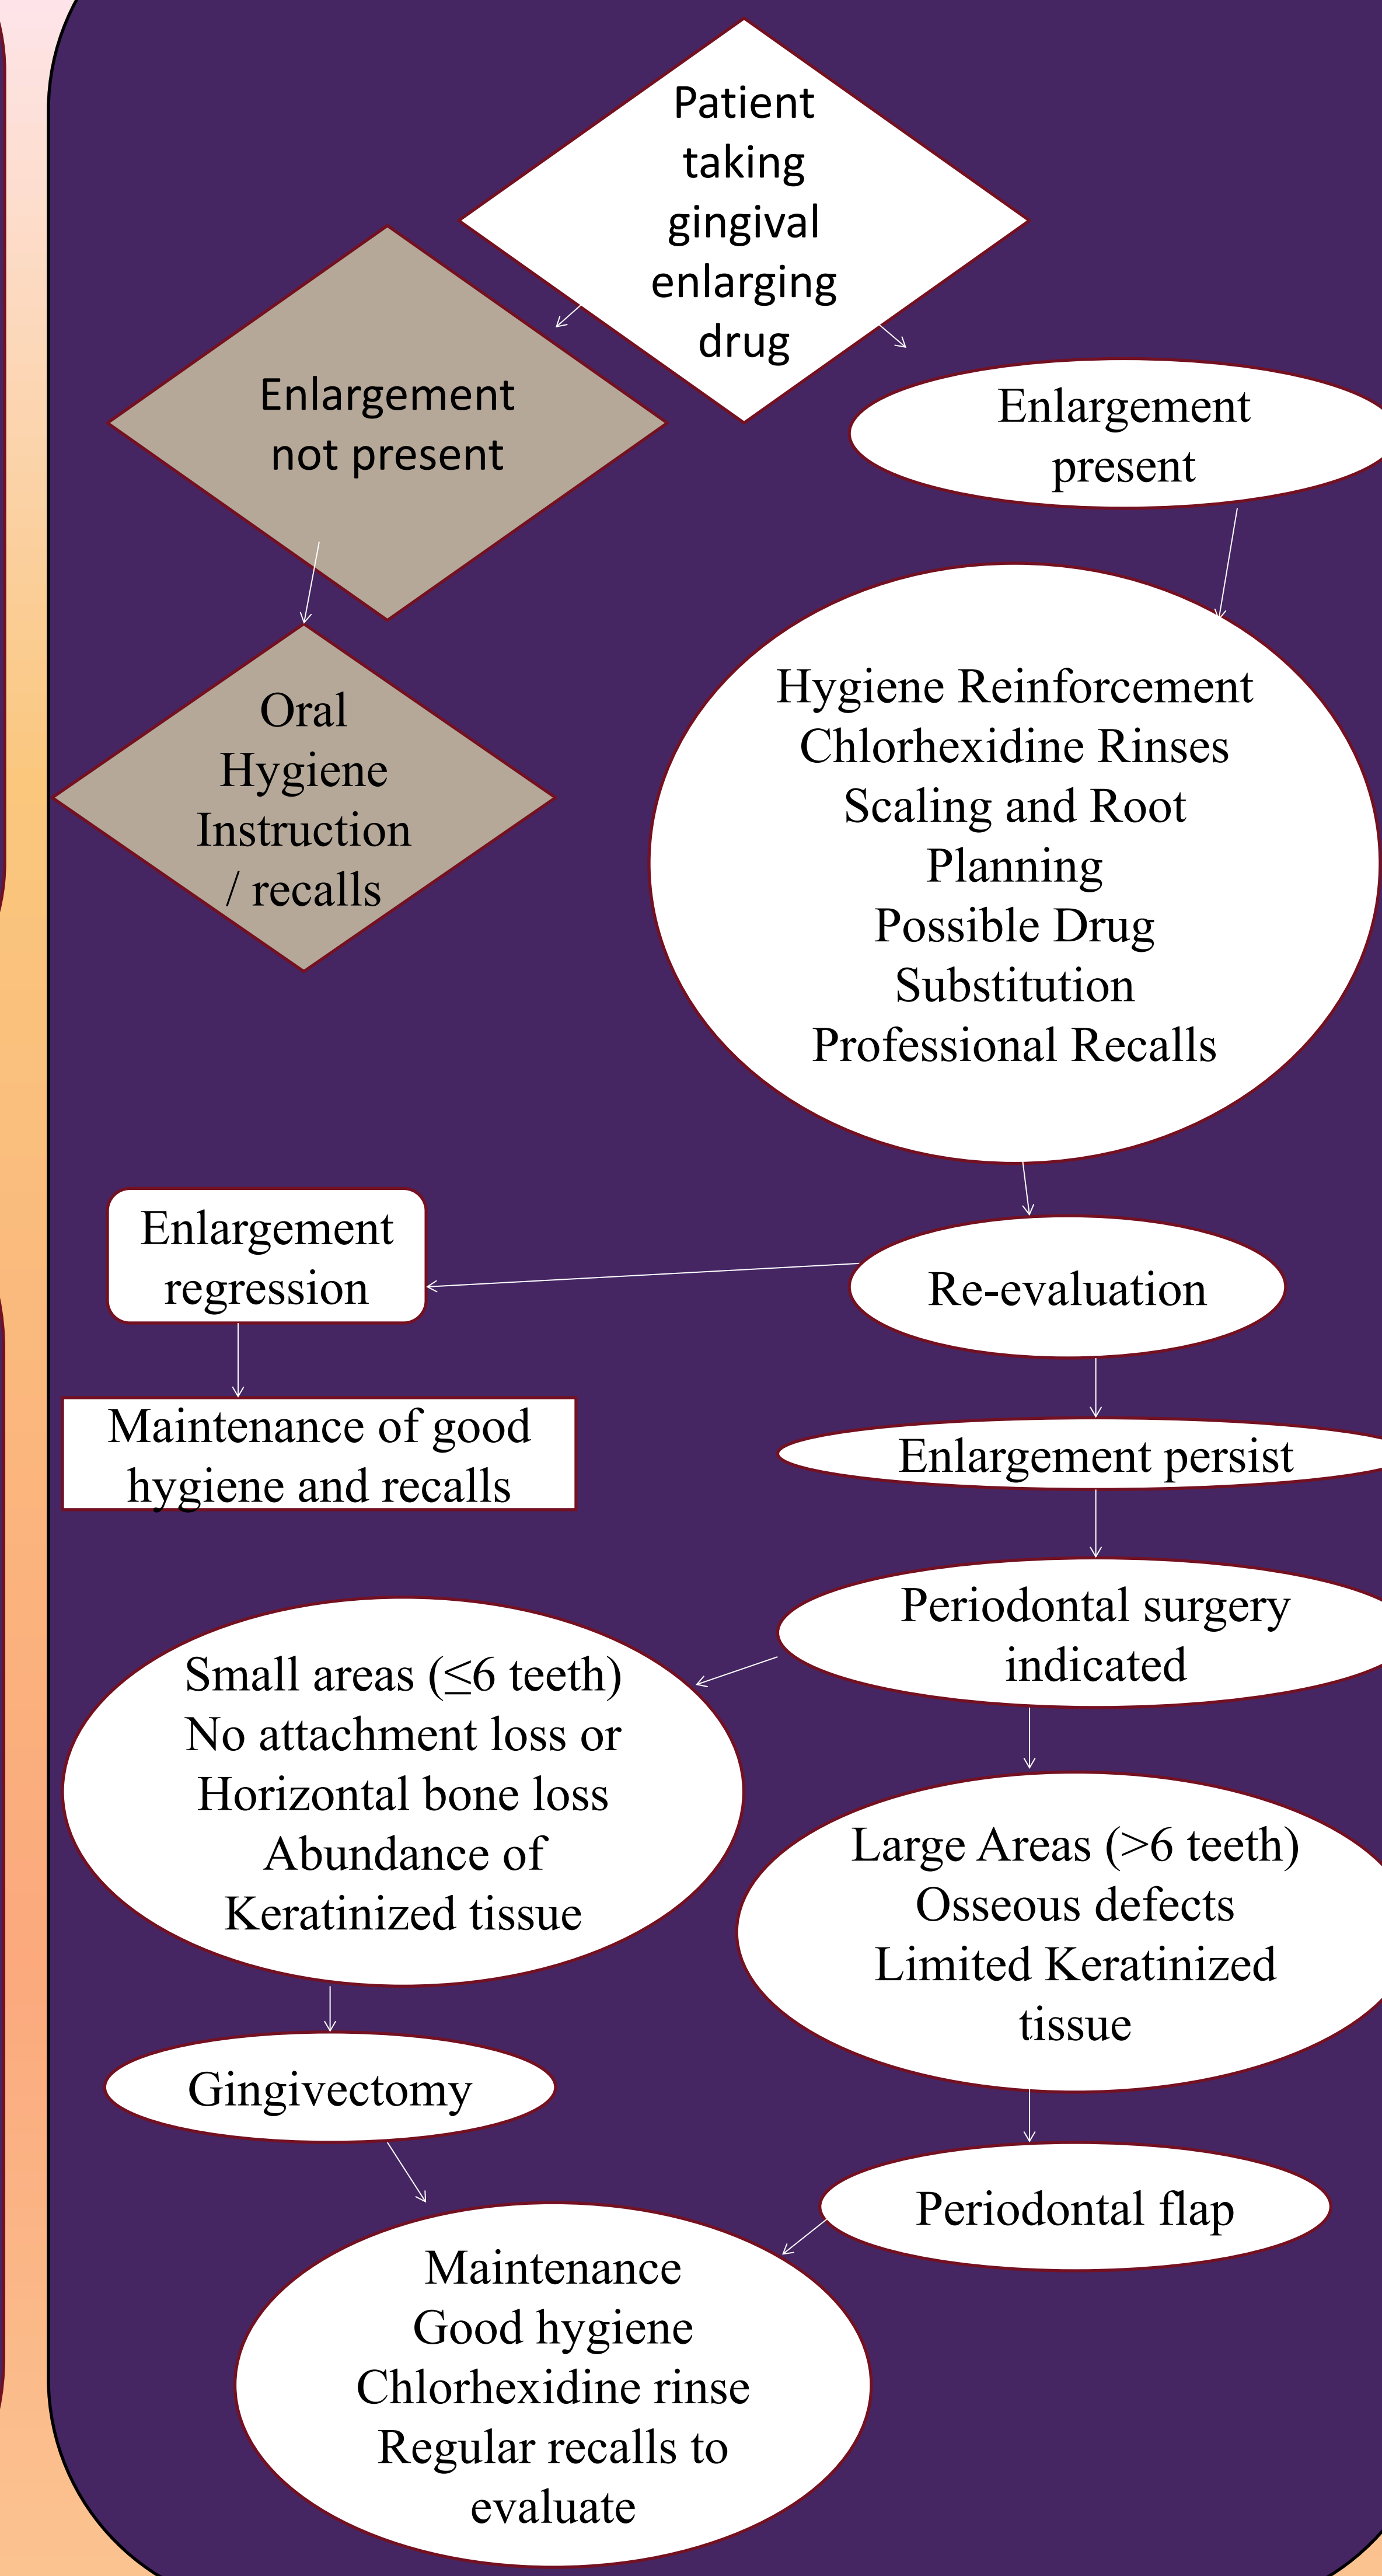 Patient
taking
gingival
enlarging
drug
Enlargement
not present
Enlargement
present
Oral
Hygiene
Instruction
/ recalls
Hygiene Reinforcement
Chlorhexidine Rinses
Scaling and Root
Planning
Possible Drug
Substitution
Professional Recalls
Enlargement
regression
Re-evaluation
Maintenance of good
hygiene and recalls
Enlargement persist
Periodontal surgery
indicated
Small areas (≤6 teeth)
No attachment loss or
Horizontal bone loss
Abundance of
Keratinized tissue
Large Areas (>6 teeth)
Osseous defects
Limited Keratinized
tissue
Gingivectomy
Periodontal flap
Maintenance
Good hygiene
Chlorhexidine rinse
Regular recalls to
evaluate